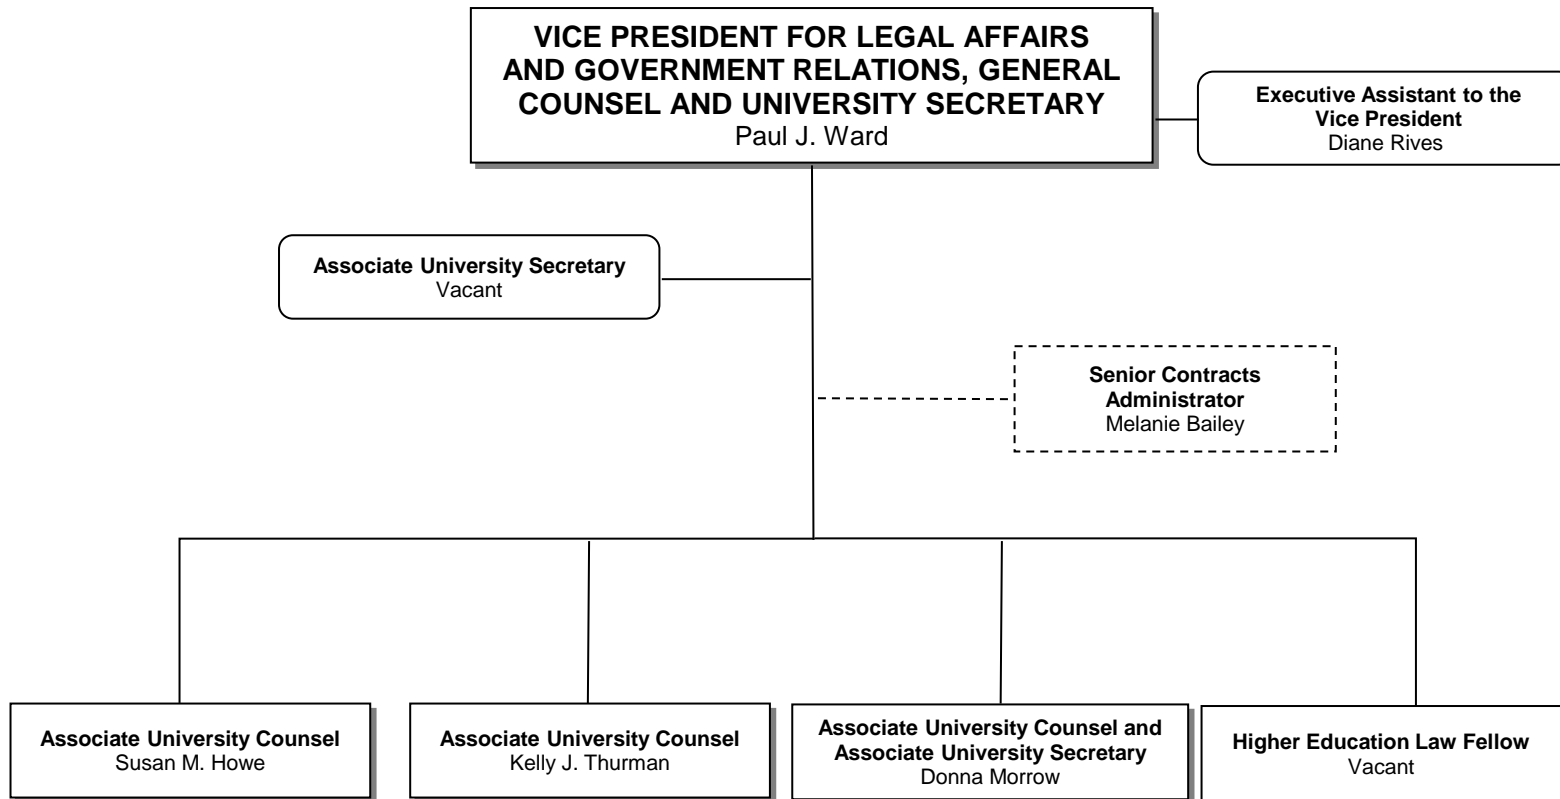 VICE PRESIDENT FOR LEGAL AFFAIRS
AND GOVERNMENT RELATIONS, GENERAL
COUNSEL AND UNIVERSITY SECRETARY
Paul J. Ward
Executive Assistant to the
Vice President
Diane Rives
Associate University Secretary
Vacant
Senior Contracts
Administrator
Melanie Bailey
Associate University Counsel
Susan M. Howe
Associate University Counsel
Kelly J. Thurman
Associate University Counsel and
Associate University Secretary
Donna Morrow
Higher Education Law Fellow
Vacant